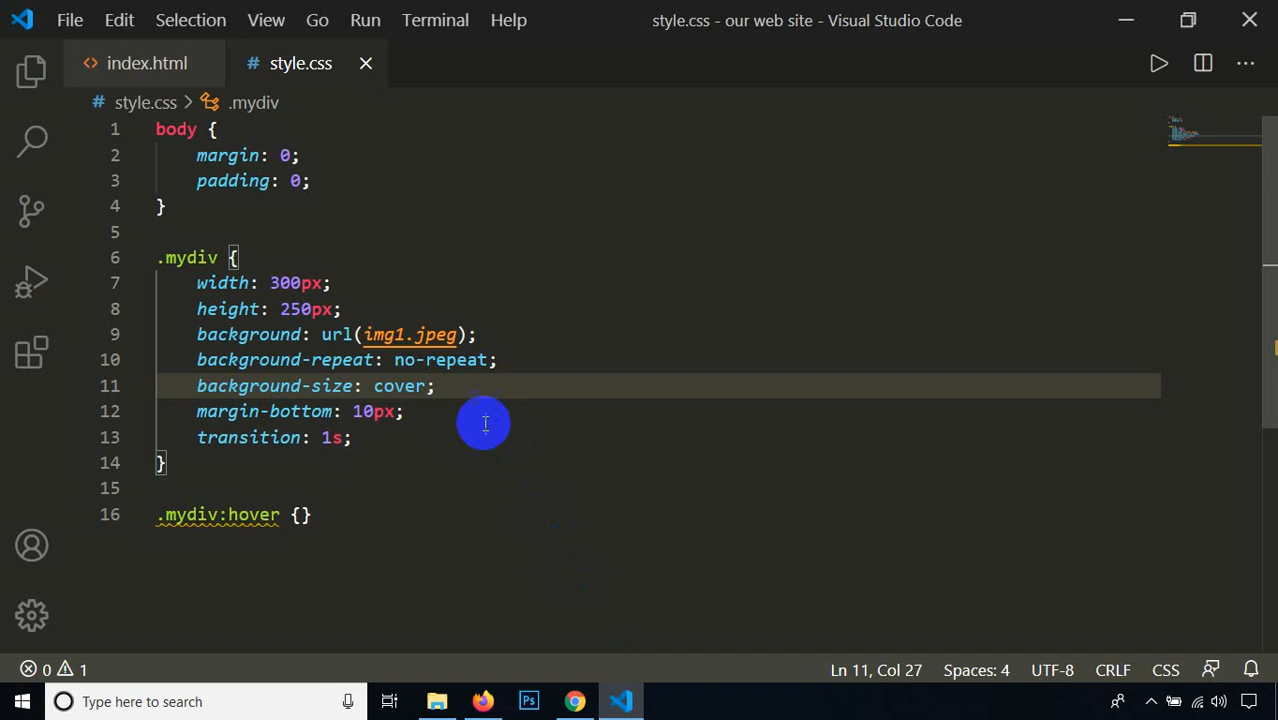 File Edit Selection View Go Run Terminal Help style.css - our web site - Visual Studio Code
<> index.html # style.css
# style.css > .mydiv
1 body {
2 margin: 0;
3 padding: 0;
4 }
5
6 .mydiv {
7 width: 300px;
8 height: 250px;
9 background: url(img1.jpeg);
10 background-repeat: no-repeat;
11 background-size: cover;
12 margin-bottom: 10px;
13 transition: 1s;
14 }
15
16 .mydiv:hover {}
0 1 Ln 11, Col 27 Spaces: 4 UTF-8 CRLF CSS
Type here to search Ps